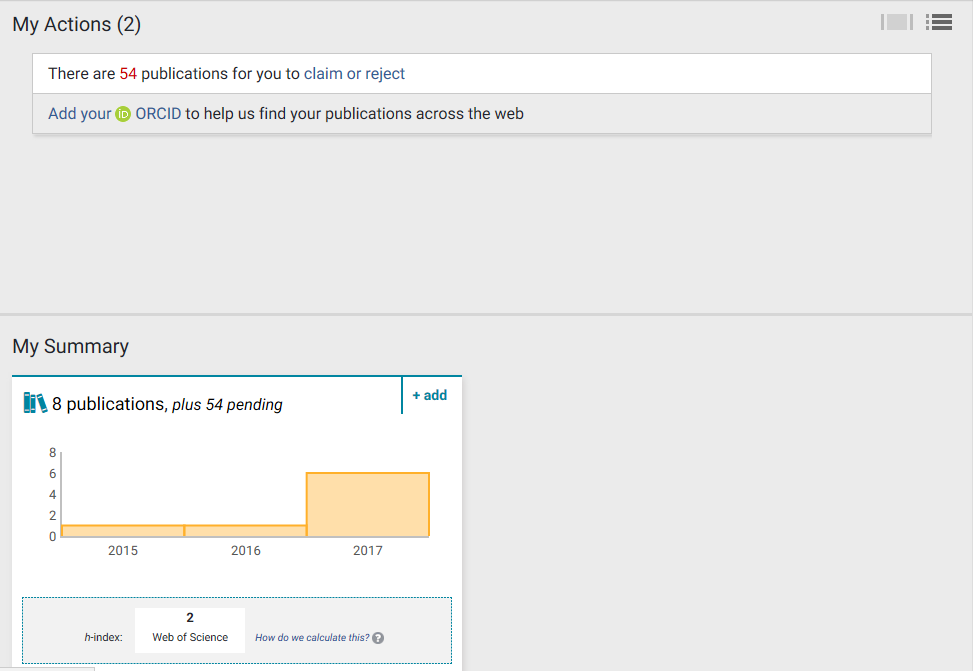 My Actions (2)
There are 54 publications for you to claim or reject
Add your iD ORCID to help us find your publications across the web
My Summary
8 publications, plus 54 pending
+ add
8
6
4
2
0
2015 2016 2017
2
h-index: Web of Science How do we calculate this? ?